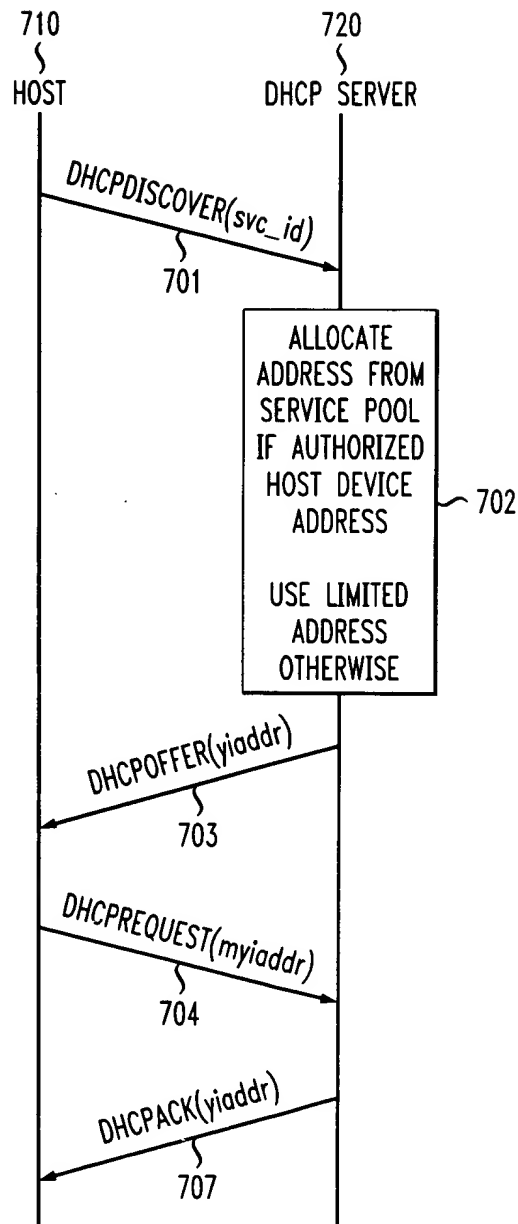 710
720
HOST
DHCP SERVER
DHCPDISCOVER(svc_id)
701
ALLOCATE
ADDRESS FROM
SERVICE POOL
IF AUTHORIZED
HOST DEVICE
ADDRESS
702
USE LIMITED
ADDRESS
OTHERWISE
DHCPOFFER(yiaddr)
703
DHCPREQUEST(myiaddr)
704
DHCPACK(yiaddr)
707